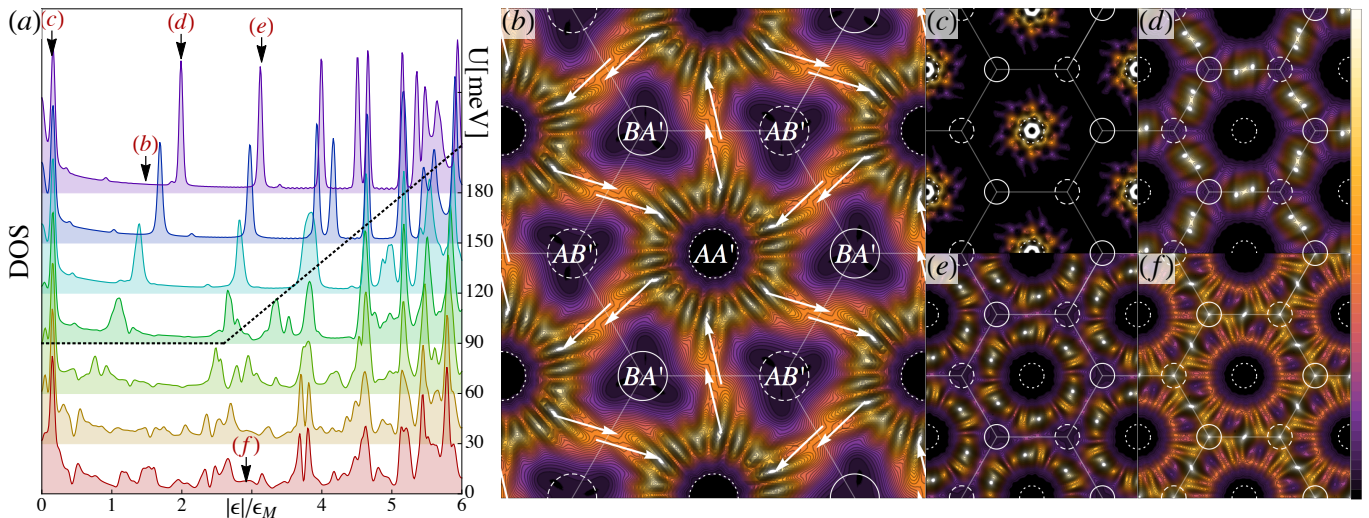 (a)
(c)
(d)
(e)
(b)
(f)
DOS
U[meV]
180
150
120
90
60
30
0
0 1 2 3 4 5 6
|ϵ|/ϵ_M
(b)
BA' AB'
AB' AA' BA'
BA' AB'
(c)
(d)
(e)
(f)